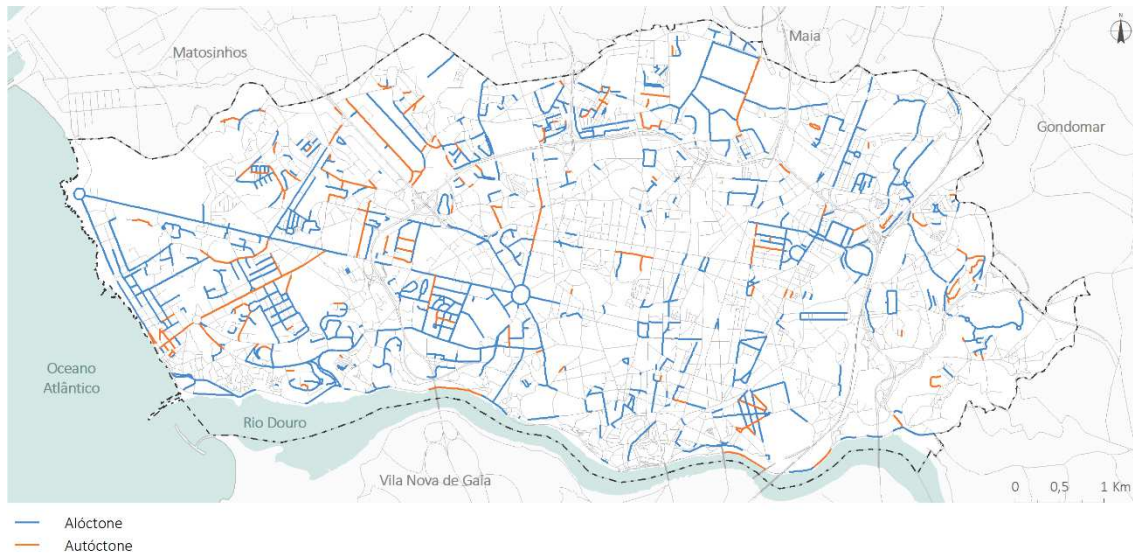 N
Matosinhos
Maia
Gondomar
Oceano
Atlântico
Rio Douro
Vila Nova de Gaia
0 0,5 1 Km
Alóctone
Autóctone